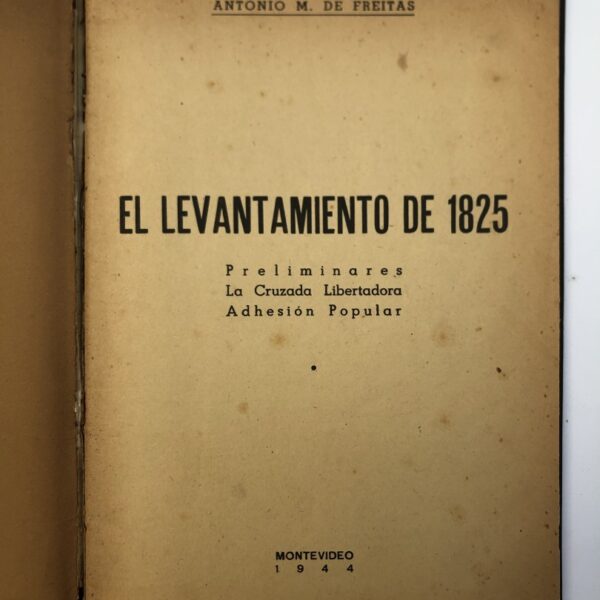 ANTONIO M. DE FREITAS
EL LEVANTAMIENTO DE 1825
Preliminares
La Cruzada Libertadora
Adhesión Popular
MONTEVIDEO
1944